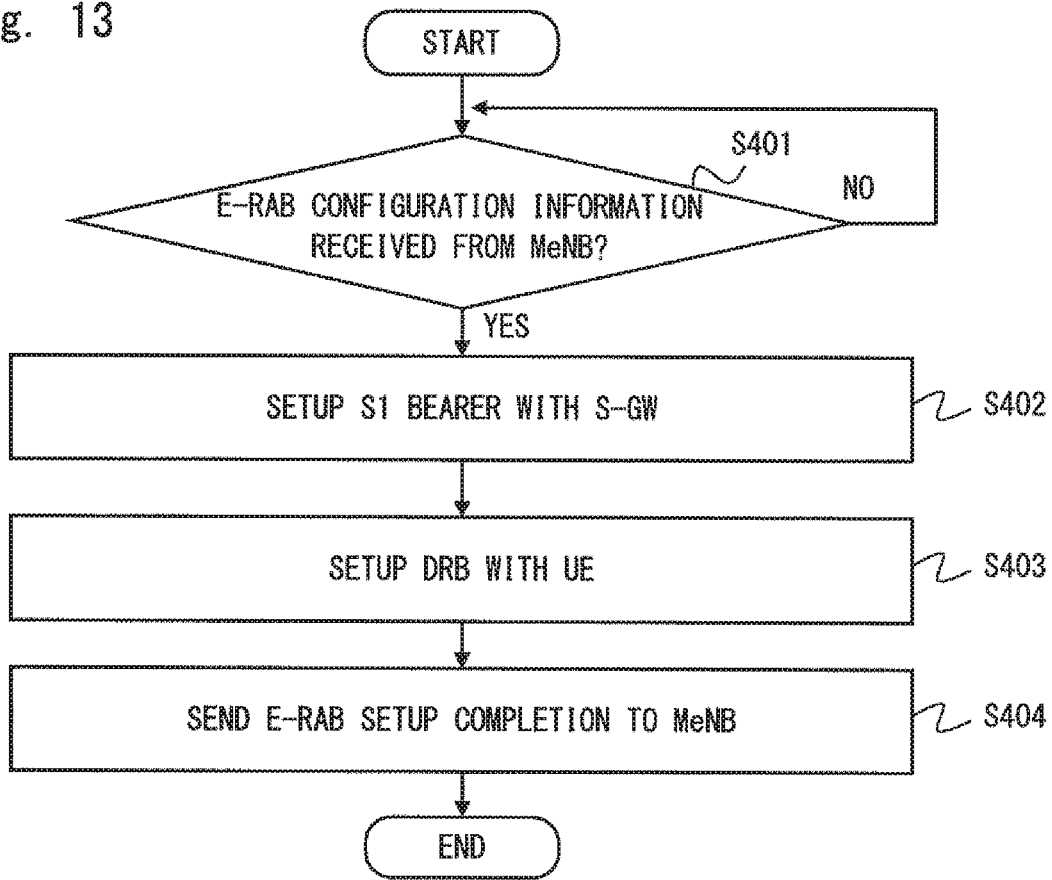 g. 13
START
S401
NO
E-RAB CONFIGURATION INFORMATION
RECEIVED FROM MeNB?
YES
SETUP S1 BEARER WITH S-GW
S402
SETUP DRB WITH UE
S403
SEND E-RAB SETUP COMPLETION TO MeNB
S404
END